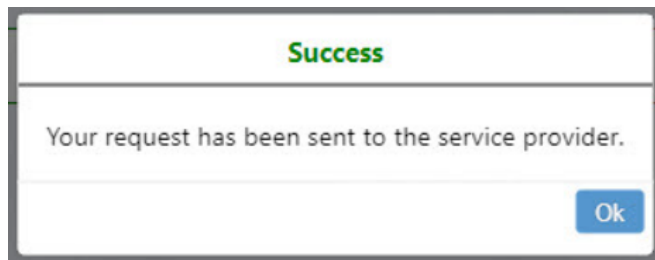 Success
Your request has been sent to the service provider.
Ok